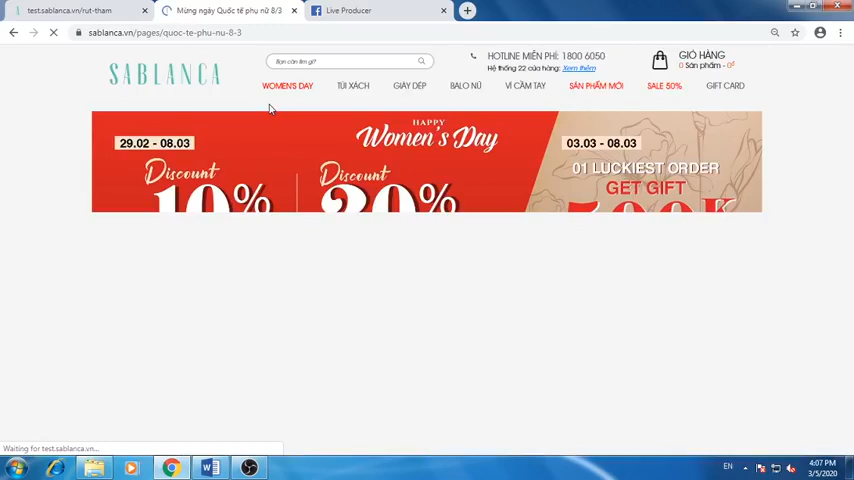 test.sablanca.vn/rut-tham
Mừng ngày Quốc tế phụ nữ 8/3
Live Producer
sablanca.vn/pages/quoc-te-phu-nu-8-3
SABLANCA
Bạn cần tìm gì?
HOTLINE MIỄN PHÍ: 1800 6050
Hệ thống 22 cửa hàng: Xem thêm
GIỎ HÀNG
0 Sản phẩm - 0₫
WOMEN'S DAY
TÚI XÁCH
GIÀY DÉP
BALO NỮ
VÍ CẦM TAY
SẢN PHẨM MỚI
SALE 50%
GIFT CARD
29.02 - 08.03
HAPPY
Women's Day
03.03 - 08.03
Discount
10%
Discount
20%
01 LUCKIEST ORDER
GET GIFT
500K
Waiting for test.sablanca.vn...
EN
4:07 PM
3/5/2020